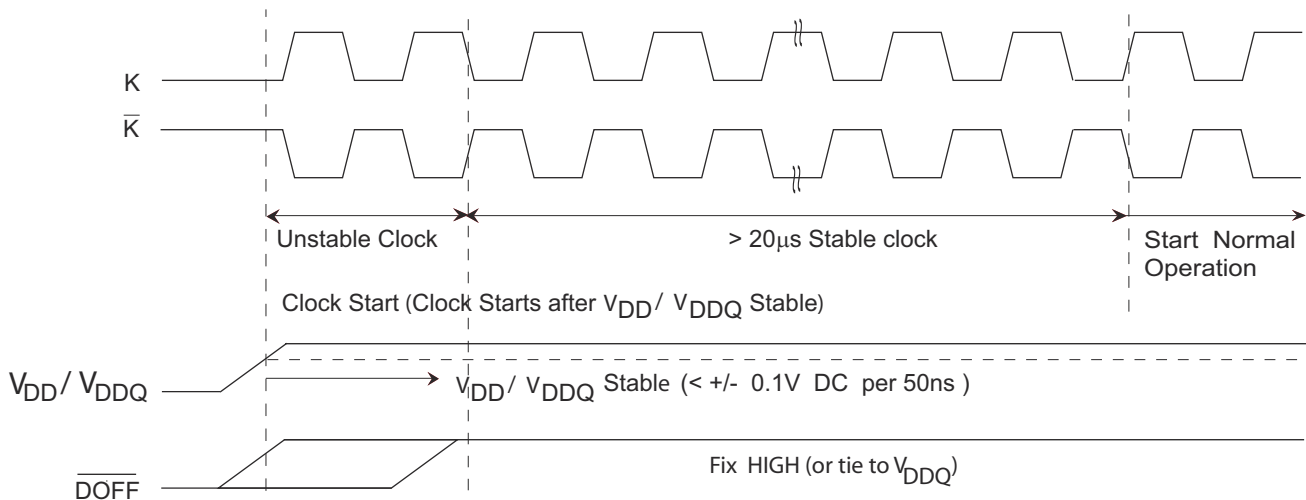 K
K̅
Unstable Clock
> 20μs Stable clock
Start Normal
Operation
Clock Start (Clock Starts after VDD / VDDQ Stable)
VDD / VDDQ
VDD / VDDQ Stable (< +/- 0.1V DC per 50ns )
D̅O̅F̅F̅
Fix HIGH (or tie to VDDQ)